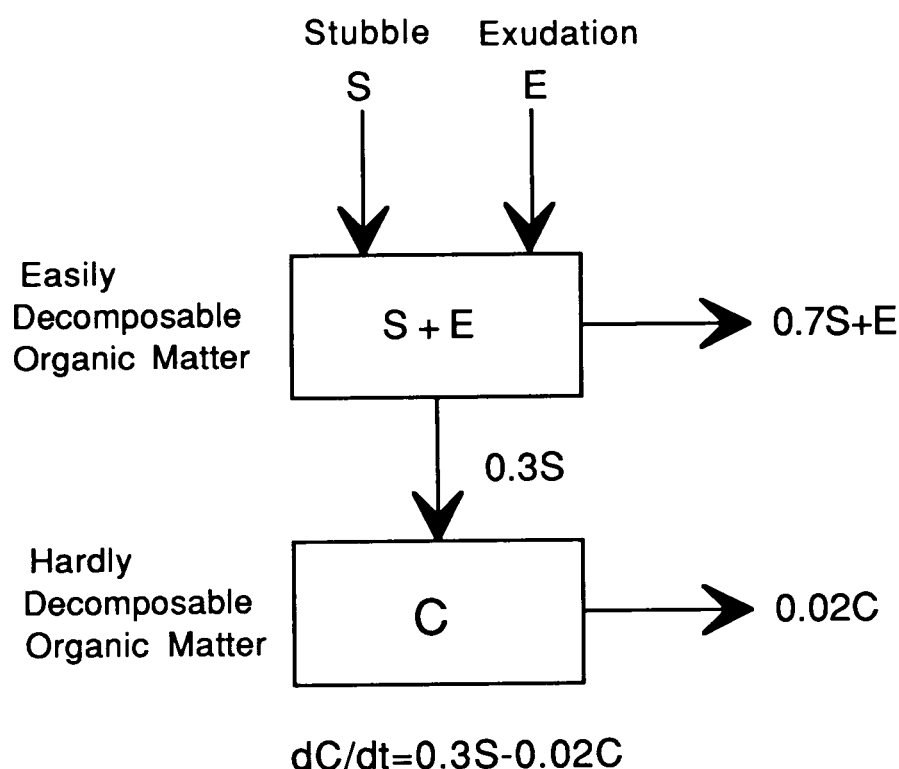 Stubble Exudation
S E
Easily
Decomposable
Organic Matter
S + E
0.7S+E
0.3S
Hardly
Decomposable
Organic Matter
C
0.02C
dC/dt=0.3S-0.02C